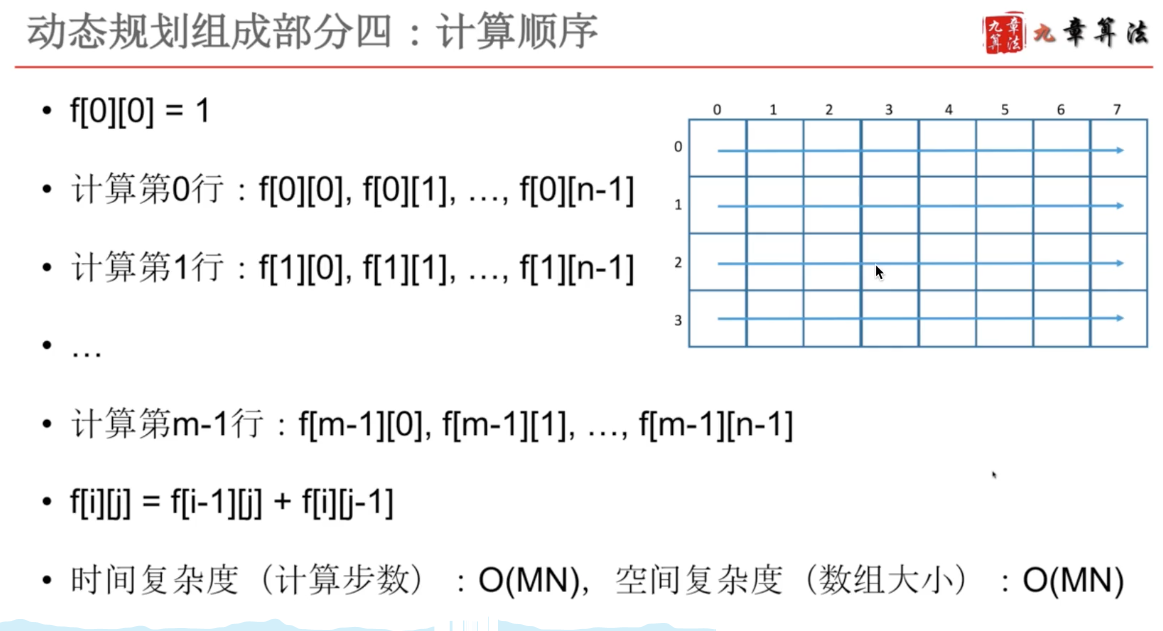 动态规划组成部分四：计算顺序
九章算法 九章算法
• f[0][0] = 1
• 计算第0行：f[0][0], f[0][1], …, f[0][n-1]
• 计算第1行：f[1][0], f[1][1], …, f[1][n-1]
• …
• 计算第m-1行：f[m-1][0], f[m-1][1], …, f[m-1][n-1]
• f[i][j] = f[i-1][j] + f[i][j-1]
• 时间复杂度（计算步数）：O(MN)，空间复杂度（数组大小）：O(MN)
0 1 2 3 4 5 6 7
0
1
2
3